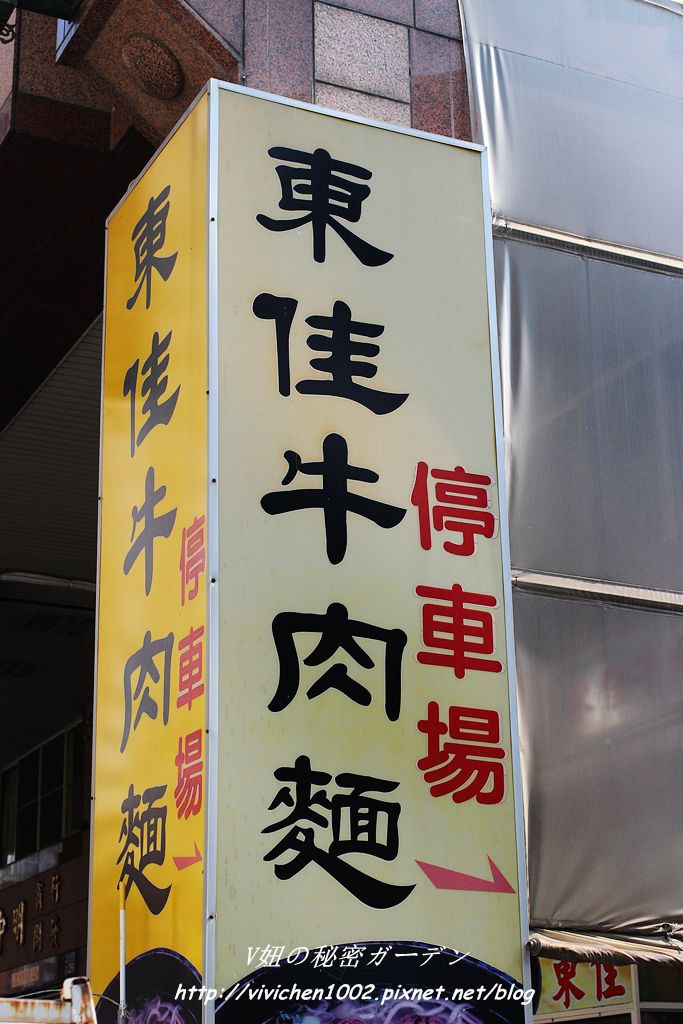 東佳牛肉麵
停車場
東佳牛肉麵
停車場
東佳
V妞の秘密ガーデン
http://vivichen1002.pixnet.net/blog